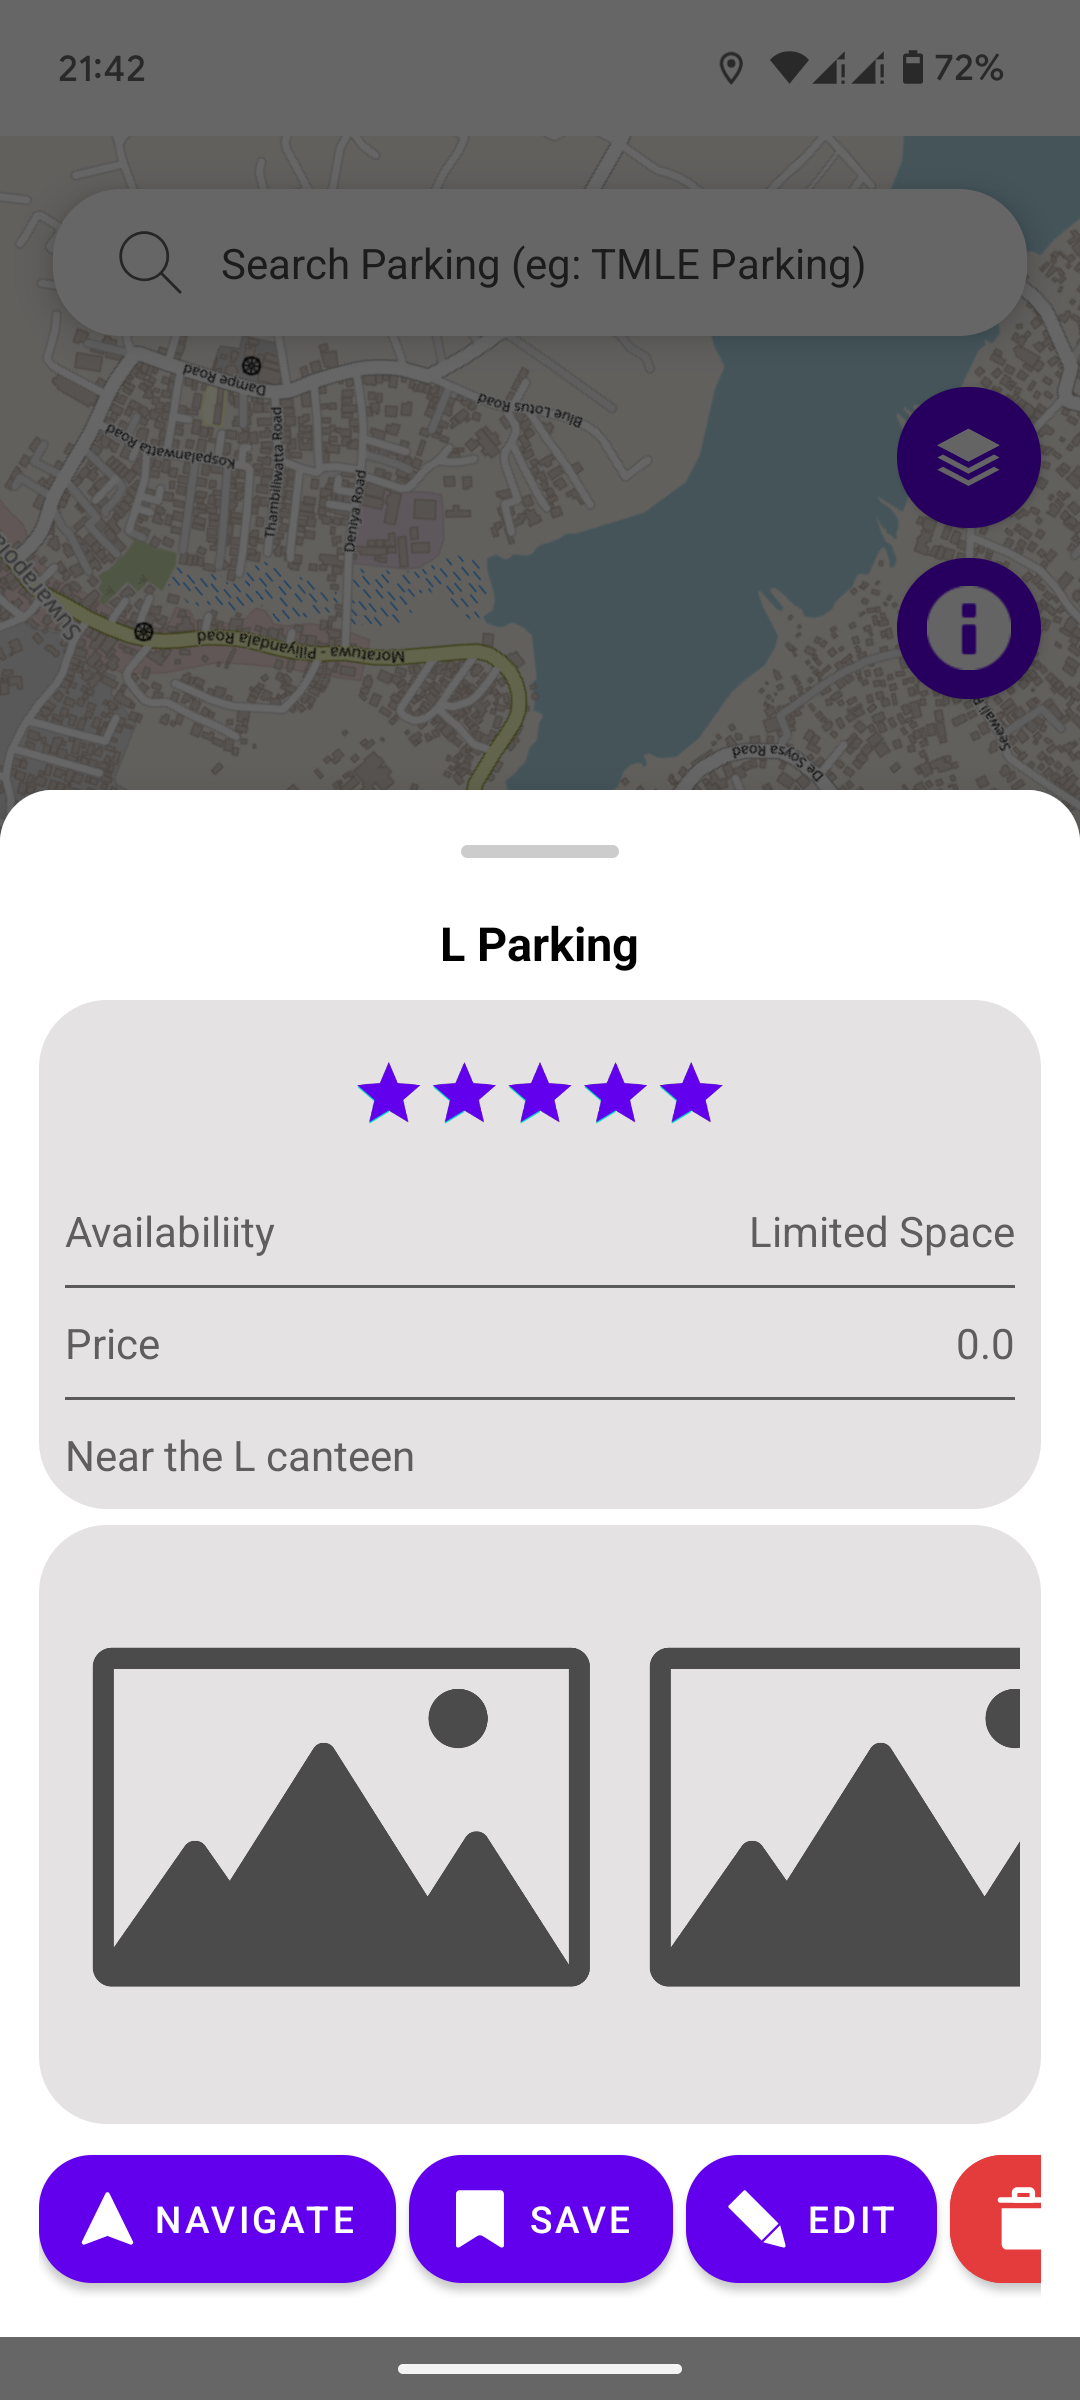 21:42
72%
Search Parking (eg: TMLE Parking)
Dampe Road
Blue Lotus Road
Kospalanwatta Road
Thambiliwatta Road
Deniya Road
Suwarapola
Moratuwa - Piliyandala Road
De Soysa Road
Seewali
L Parking
Availabiliity
Limited Space
Price
0.0
Near the L canteen
NAVIGATE
SAVE
EDIT